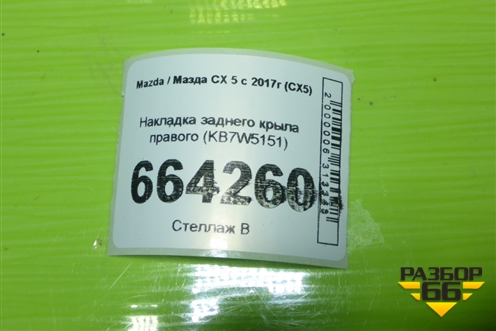 Mazda / Мазда CX 5 с 2017г (CX5)
Накладка заднего крыла
правого (KB7W5151)
664260
Стеллаж В
РАЗБОР
66